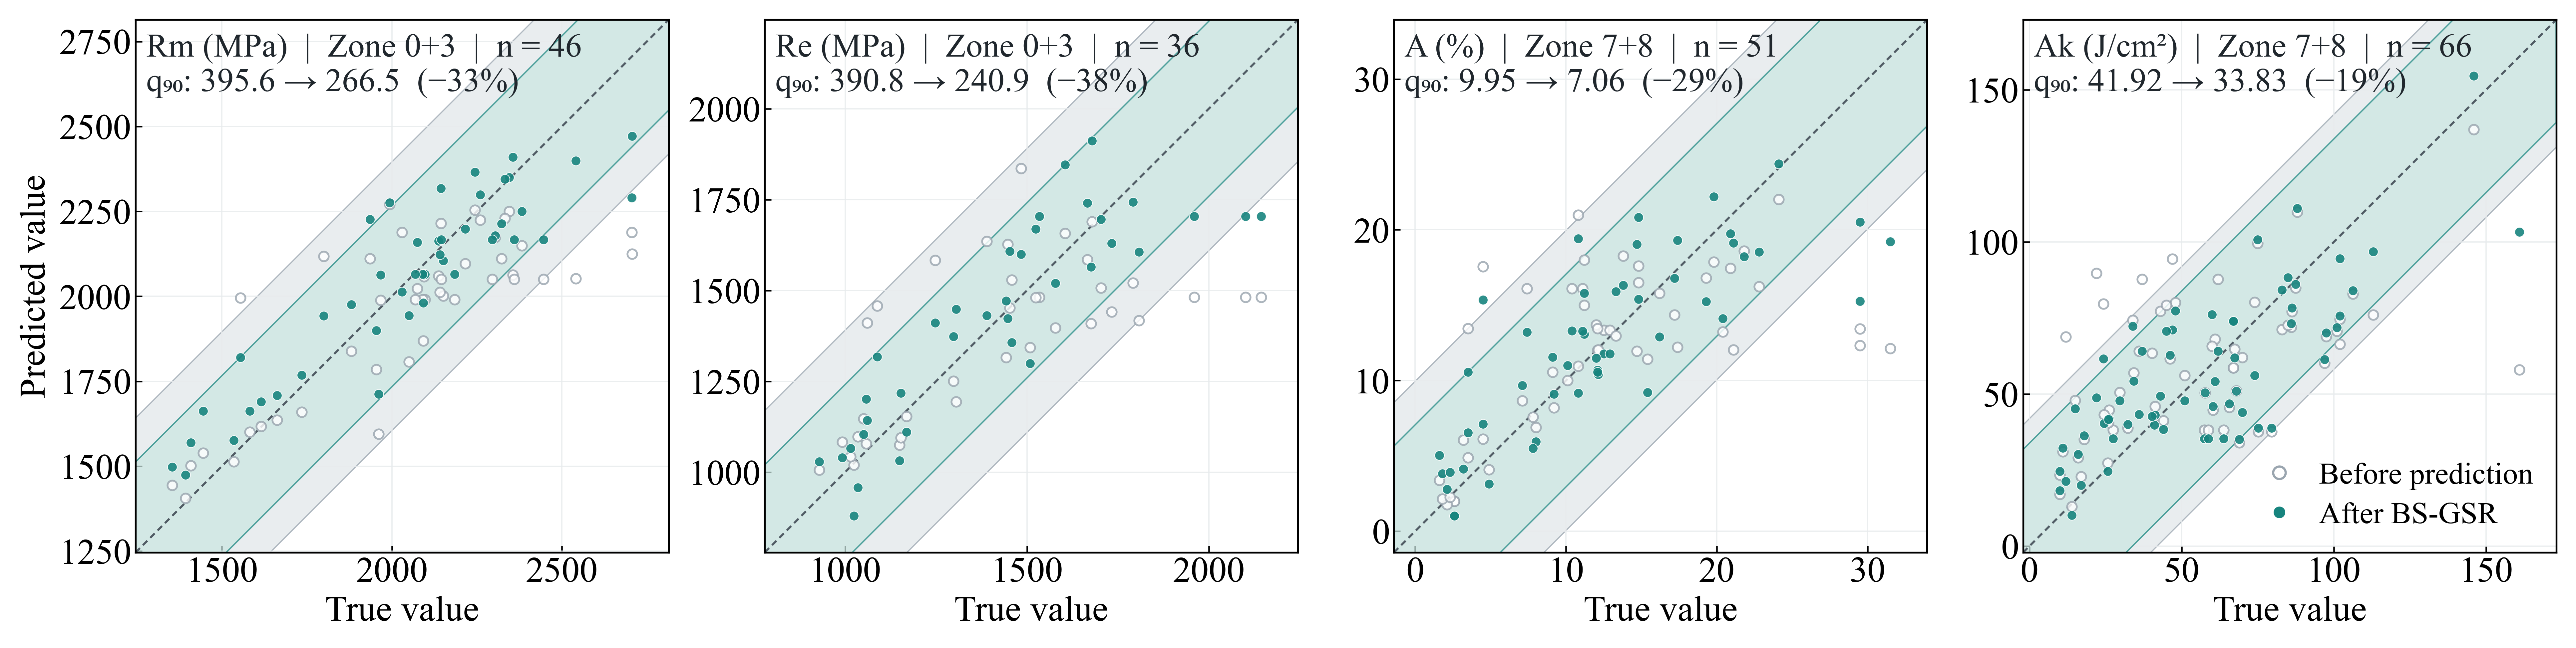 Rm (MPa) | Zone 0+3 | n = 46
q₉₀: 395.6 → 266.5 (−33%)
2750
2500
2250
2000
1750
1500
1250
Predicted value
1500
2000
2500
True value
Re (MPa) | Zone 0+3 | n = 36
q₉₀: 390.8 → 240.9 (−38%)
2000
1750
1500
1250
1000
1000
1500
2000
True value
A (%) | Zone 7+8 | n = 51
q₉₀: 9.95 → 7.06 (−29%)
30
20
10
0
0
10
20
30
True value
Ak (J/cm²) | Zone 7+8 | n = 66
q₉₀: 41.92 → 33.83 (−19%)
150
100
50
0
Before prediction
After BS-GSR
0
50
100
150
True value